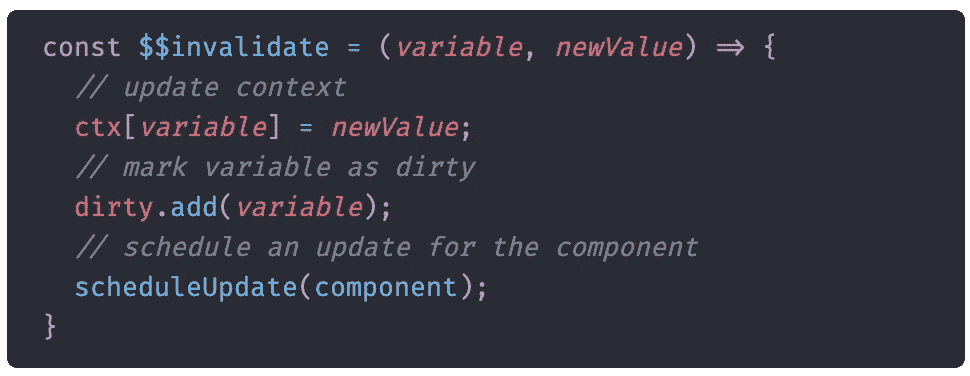 const $$invalidate = (variable, newValue) => {
  // update context
  ctx[variable] = newValue;
  // mark variable as dirty
  dirty.add(variable);
  // schedule an update for the component
  scheduleUpdate(component);
}